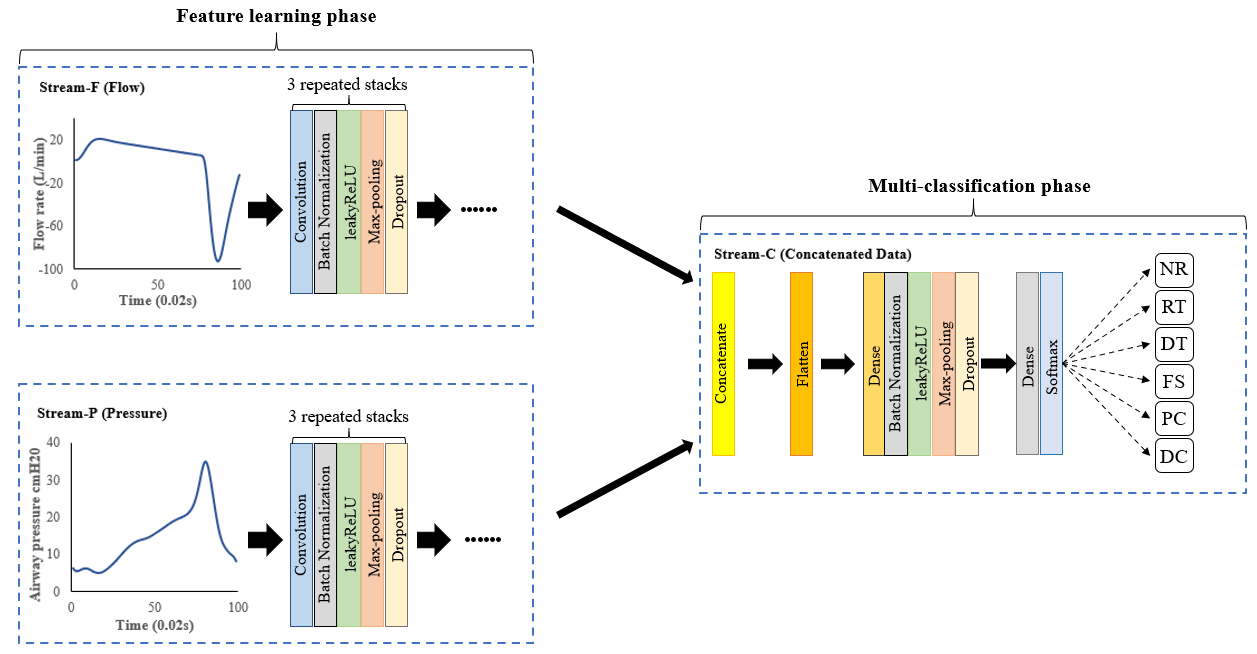 Feature learning phase
Stream-F (Flow)
3 repeated stacks
20
-20
-60
-100
Flow rate (L/min)
0
50
100
Time (0.02s)
Convolution
Batch Normalization
leakyReLU
Max-pooling
Dropout
Stream-P (Pressure)
3 repeated stacks
40
30
20
10
0
Airway pressure cmH20
0
50
100
Time (0.02s)
Convolution
Batch Normalization
leakyReLU
Max-pooling
Dropout
Multi-classification phase
Stream-C (Concatenated Data)
Concatenate
Flatten
Dense
Batch Normalization
leakyReLU
Max-pooling
Dropout
Dense
Softmax
NR
RT
DT
FS
PC
DC